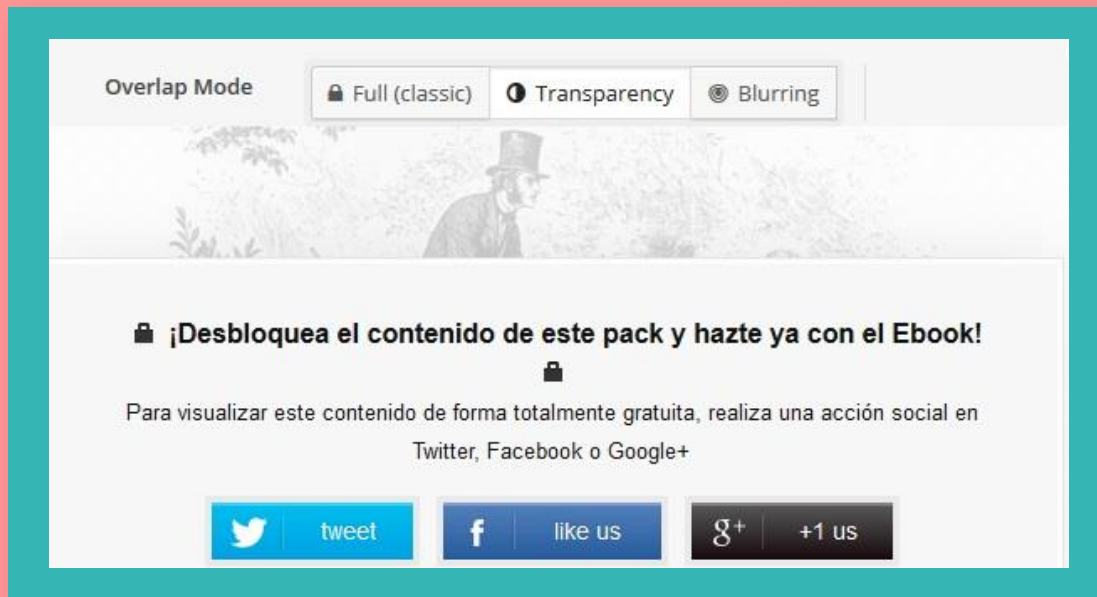 Overlap Mode Full (classic) Transparency Blurring
¡Desbloquea el contenido de este pack y hazte ya con el Ebook!
Para visualizar este contenido de forma totalmente gratuita, realiza una acción social en
Twitter, Facebook o Google+
tweet f like us g+ +1 us